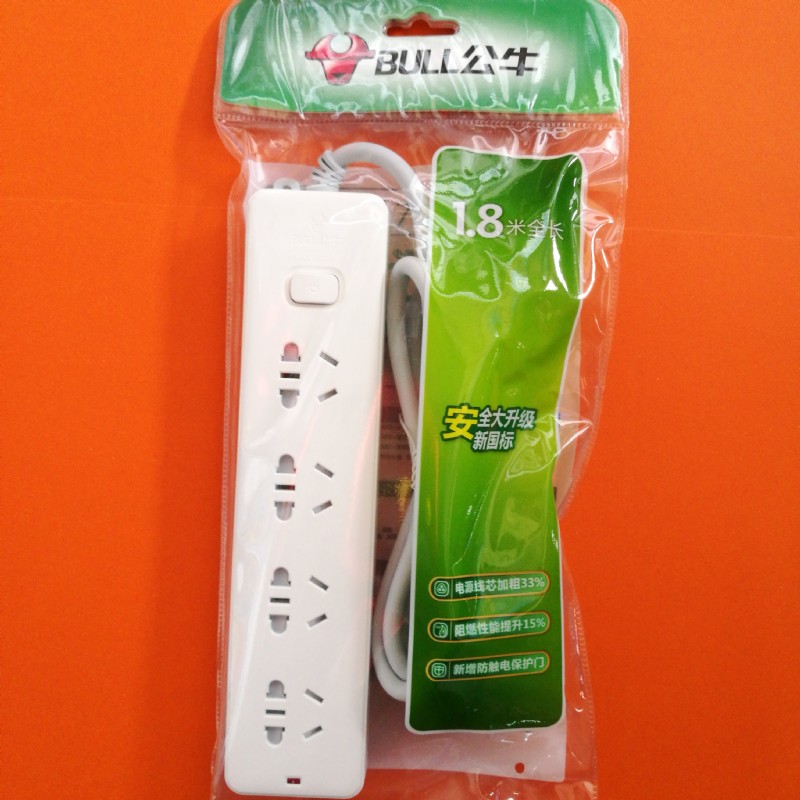 BULL公牛
1.8米全长
安全大升级
新国标
电源线芯加粗33%
阻燃性能提升15%
新增防触电保护门